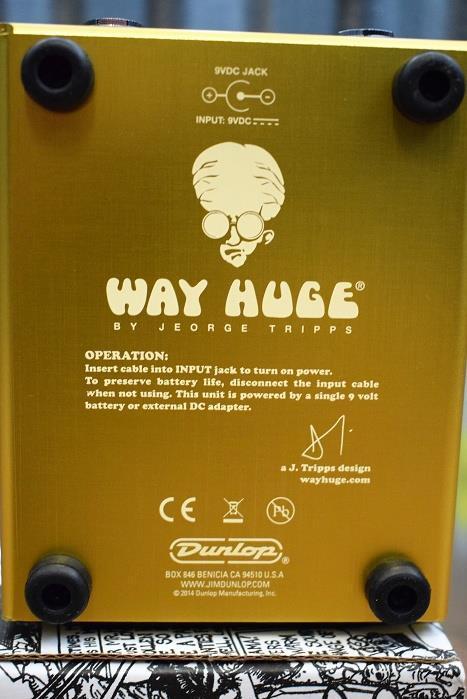 9VDC JACK
INPUT: 9VDC
WAY HUGE®
BY JEORGE TRIPPS
OPERATION:
Insert cable into INPUT jack to turn on power.
To preserve battery life, disconnect the input cable
when not using. This unit is powered by a single 9 volt
battery or external DC adapter.
a J. Tripps design
wayhuge.com
CE
Pb
Dunlop®
BOX 846 BENICIA CA 94510 U.S.A
WWW.JIMDUNLOP.COM
© 2014 Dunlop Manufacturing, Inc.